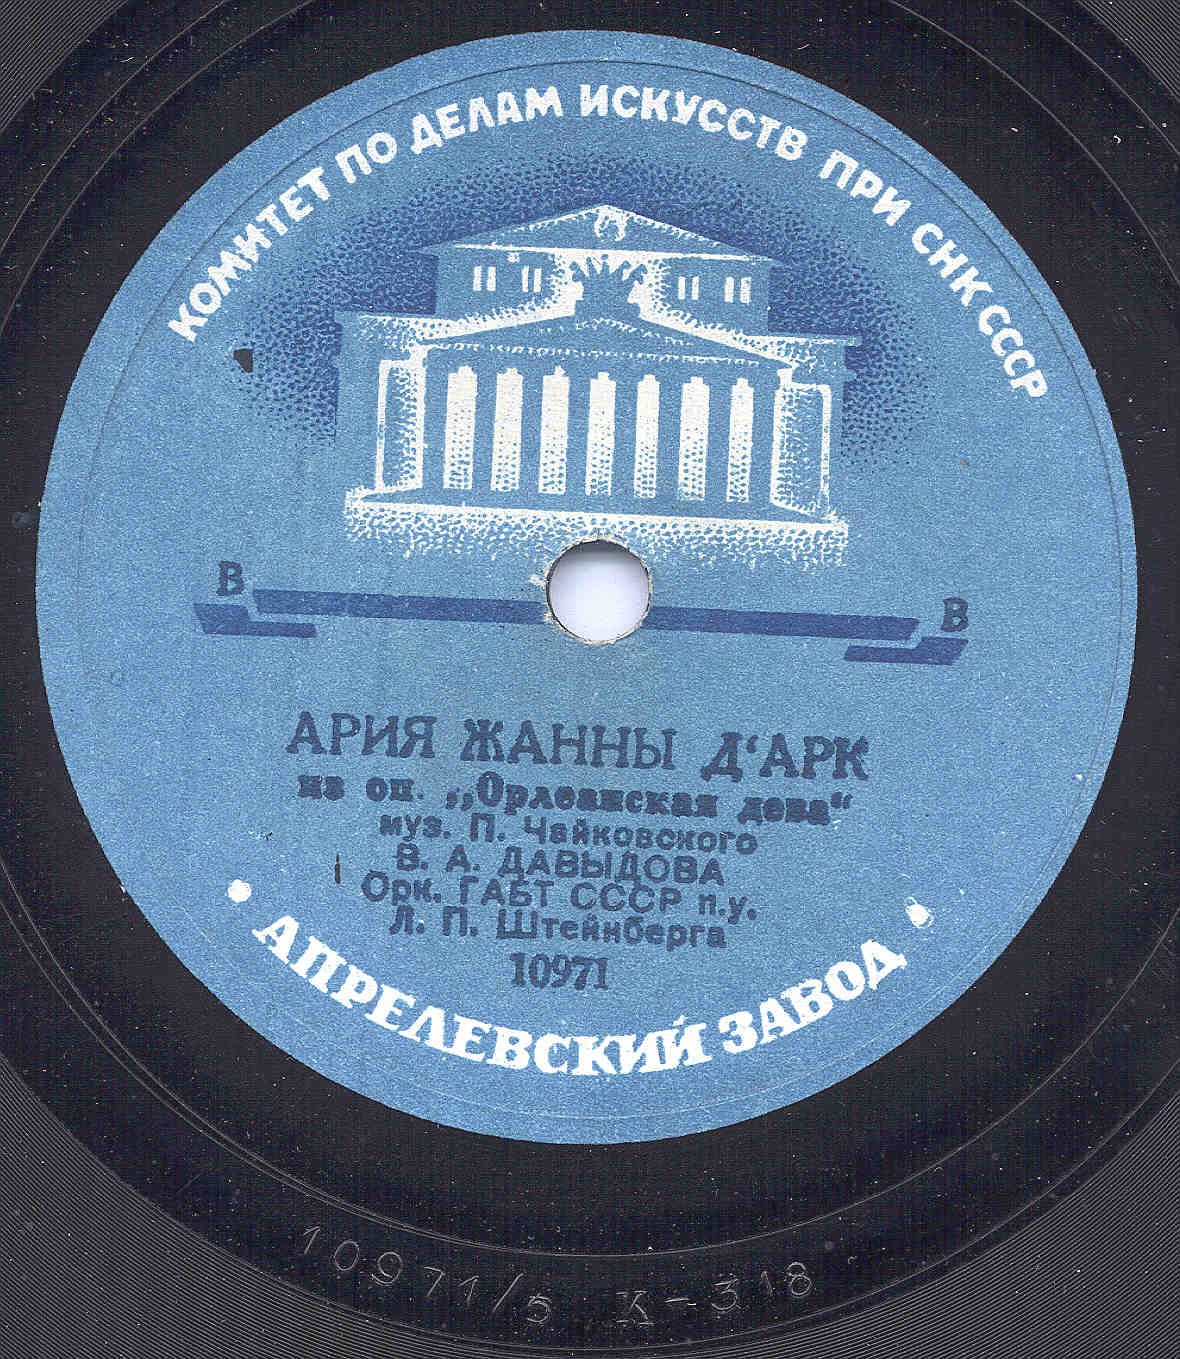 КОМИТЕТ ПО ДЕЛАМ ИСКУССТВ ПРИ СНК СССР
В В
АРИЯ ЖАННЫ Д‘АРК
из оп. „Орлеанская дева“
муз. П. Чайковского
В. А. ДАВЫДОВА
Орк. ГАБТ СССР п.у.
Л. П. Штейнберга
10971
АПРЕЛЕВСКИЙ ЗАВОД
10971/5 К-318